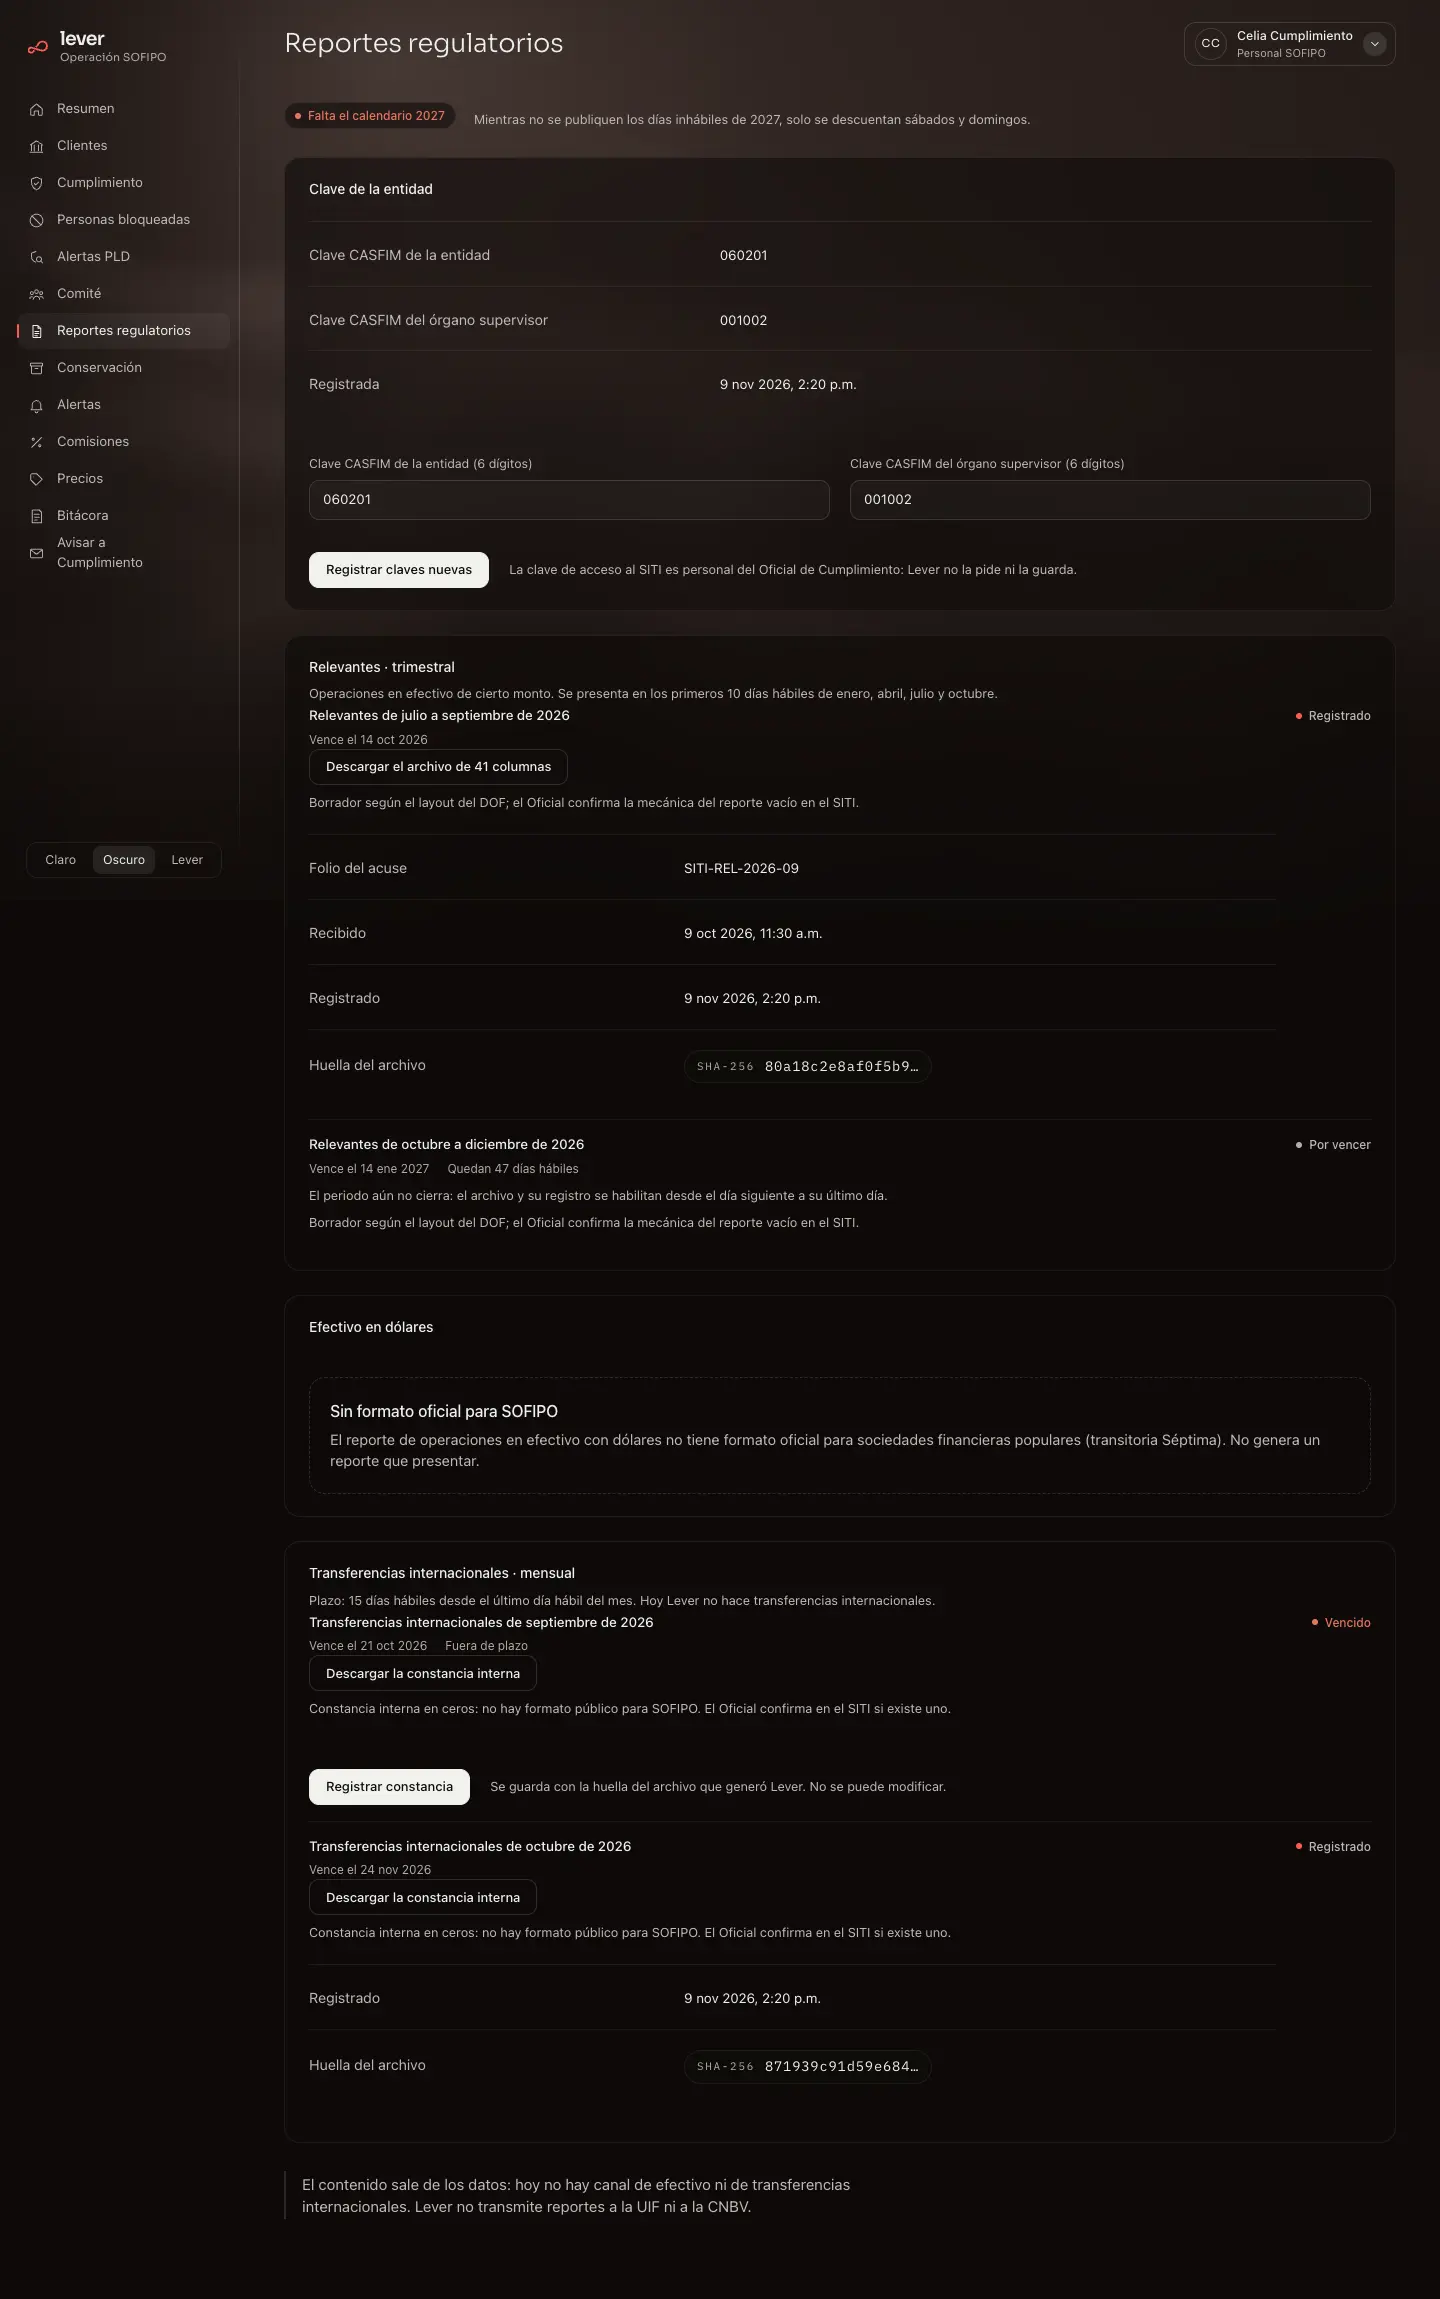 lever
Operación SOFIPO
Resumen
Clientes
Cumplimiento
Personas bloqueadas
Alertas PLD
Comité
Reportes regulatorios
Conservación
Alertas
Comisiones
Precios
Bitácora
Avisar a
Cumplimiento
Claro
Oscuro
Lever
Reportes regulatorios
CC
Celia Cumplimiento
Personal SOFIPO
Falta el calendario 2027
Mientras no se publiquen los días inhábiles de 2027, solo se descuentan sábados y domingos.
Clave de la entidad
Clave CASFIM de la entidad
060201
Clave CASFIM del órgano supervisor
001002
Registrada
9 nov 2026, 2:20 p.m.
Clave CASFIM de la entidad (6 dígitos)
Clave CASFIM del órgano supervisor (6 dígitos)
060201
001002
Registrar claves nuevas
La clave de acceso al SITI es personal del Oficial de Cumplimiento: Lever no la pide ni la guarda.
Relevantes · trimestral
Operaciones en efectivo de cierto monto. Se presenta en los primeros 10 días hábiles de enero, abril, julio y octubre.
Relevantes de julio a septiembre de 2026
Registrado
Vence el 14 oct 2026
Descargar el archivo de 41 columnas
Borrador según el layout del DOF; el Oficial confirma la mecánica del reporte vacío en el SITI.
Folio del acuse
SITI-REL-2026-09
Recibido
9 oct 2026, 11:30 a.m.
Registrado
9 nov 2026, 2:20 p.m.
Huella del archivo
SHA-256 80a18c2e8af0f5b9…
Relevantes de octubre a diciembre de 2026
Por vencer
Vence el 14 ene 2027 Quedan 47 días hábiles
El periodo aún no cierra: el archivo y su registro se habilitan desde el día siguiente a su último día.
Borrador según el layout del DOF; el Oficial confirma la mecánica del reporte vacío en el SITI.
Efectivo en dólares
Sin formato oficial para SOFIPO
El reporte de operaciones en efectivo con dólares no tiene formato oficial para sociedades financieras populares (transitoria Séptima). No genera un
reporte que presentar.
Transferencias internacionales · mensual
Plazo: 15 días hábiles desde el último día hábil del mes. Hoy Lever no hace transferencias internacionales.
Transferencias internacionales de septiembre de 2026
Vencido
Vence el 21 oct 2026 Fuera de plazo
Descargar la constancia interna
Constancia interna en ceros: no hay formato público para SOFIPO. El Oficial confirma en el SITI si existe uno.
Registrar constancia
Se guarda con la huella del archivo que generó Lever. No se puede modificar.
Transferencias internacionales de octubre de 2026
Registrado
Vence el 24 nov 2026
Descargar la constancia interna
Constancia interna en ceros: no hay formato público para SOFIPO. El Oficial confirma en el SITI si existe uno.
Registrado
9 nov 2026, 2:20 p.m.
Huella del archivo
SHA-256 871939c91d59e684…
El contenido sale de los datos: hoy no hay canal de efectivo ni de transferencias
internacionales. Lever no transmite reportes a la UIF ni a la CNBV.